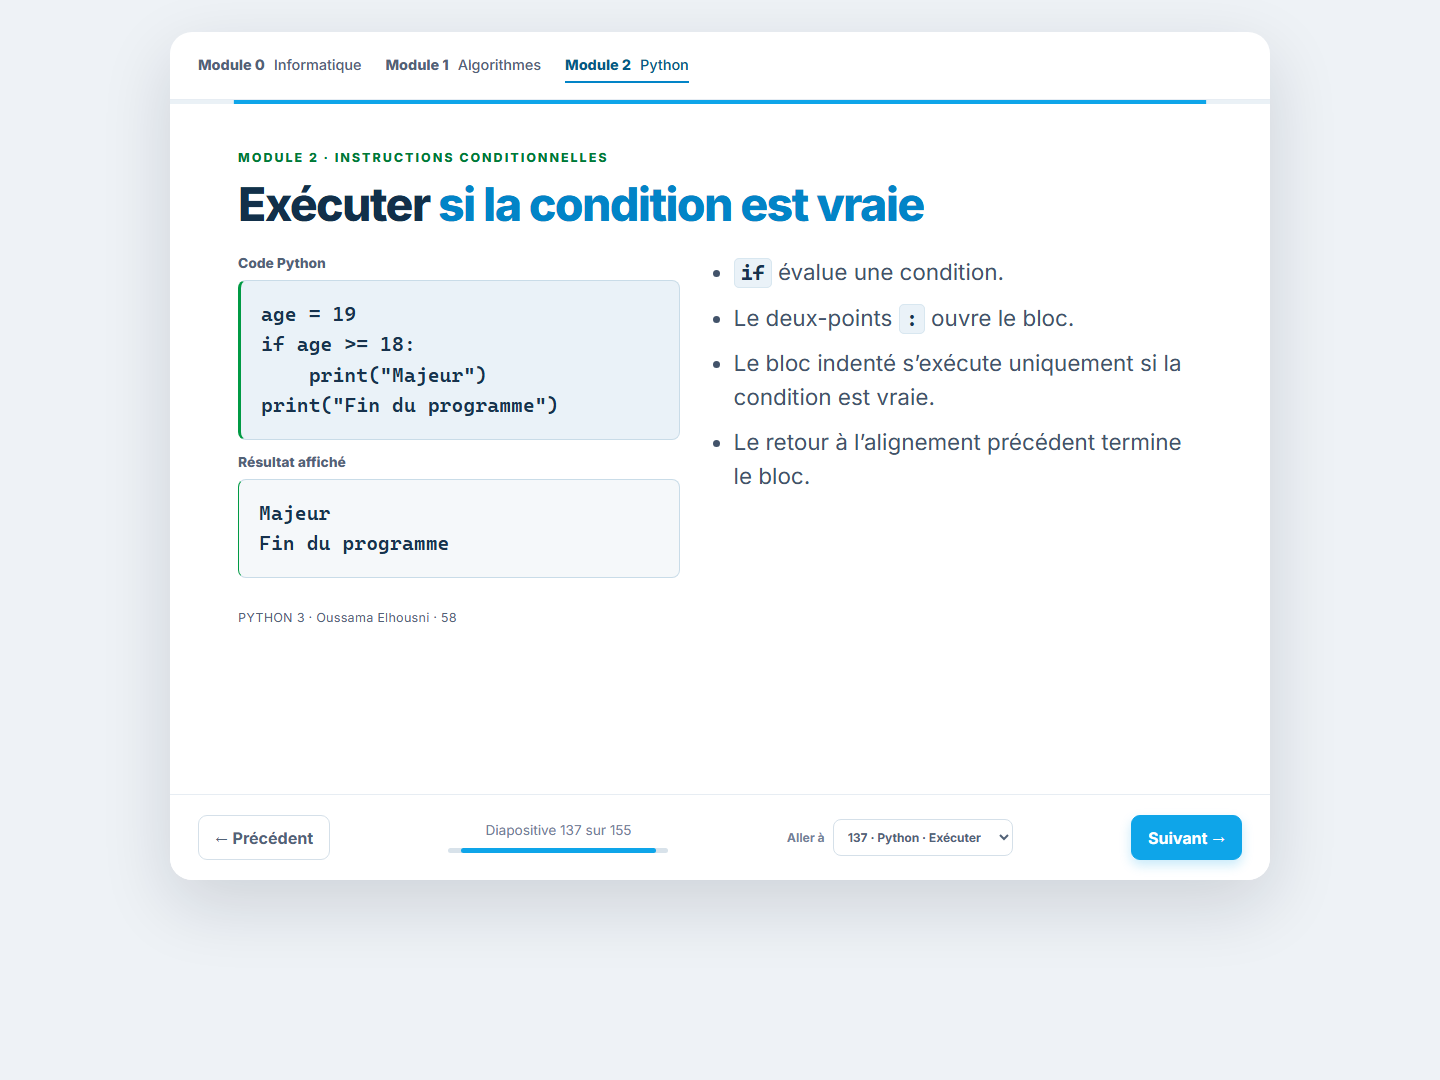 Module 0 Informatique Module 1 Algorithmes Module 2 Python
MODULE 2 · INSTRUCTIONS CONDITIONNELLES
Exécuter si la condition est vraie
Code Python
age = 19
if age >= 18:
    print("Majeur")
print("Fin du programme")
Résultat affiché
Majeur
Fin du programme
• if évalue une condition.
• Le deux-points : ouvre le bloc.
• Le bloc indenté s’exécute uniquement si la
condition est vraie.
• Le retour à l’alignement précédent termine
le bloc.
PYTHON 3 · Oussama Elhousni · 58
← Précédent
Diapositive 137 sur 155
Aller à
137 · Python · Exécuter
Suivant →